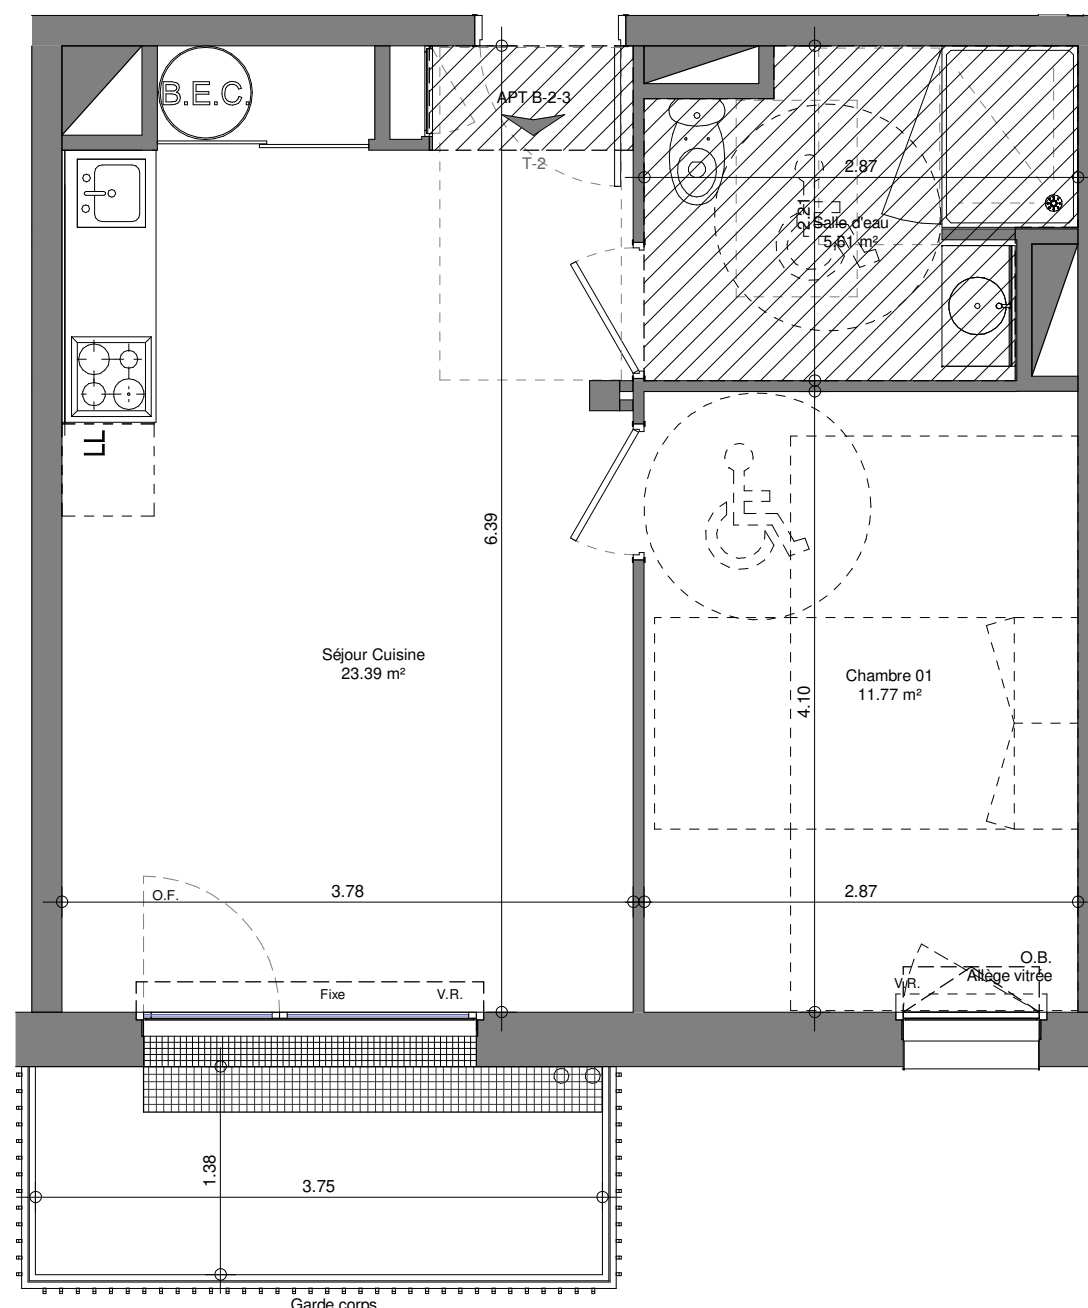 B.E.C.
APT B-2-3
T-2
2.87
2.21
Salle d'eau
5.61 m²
LL
6.39
Séjour Cuisine
23.39 m²
Chambre 01
11.77 m²
4.10
3.78
2.87
O.F.
O.B.
Allège vitrée
V.R.
Fixe
V.R.
1.38
3.75
Garde corps